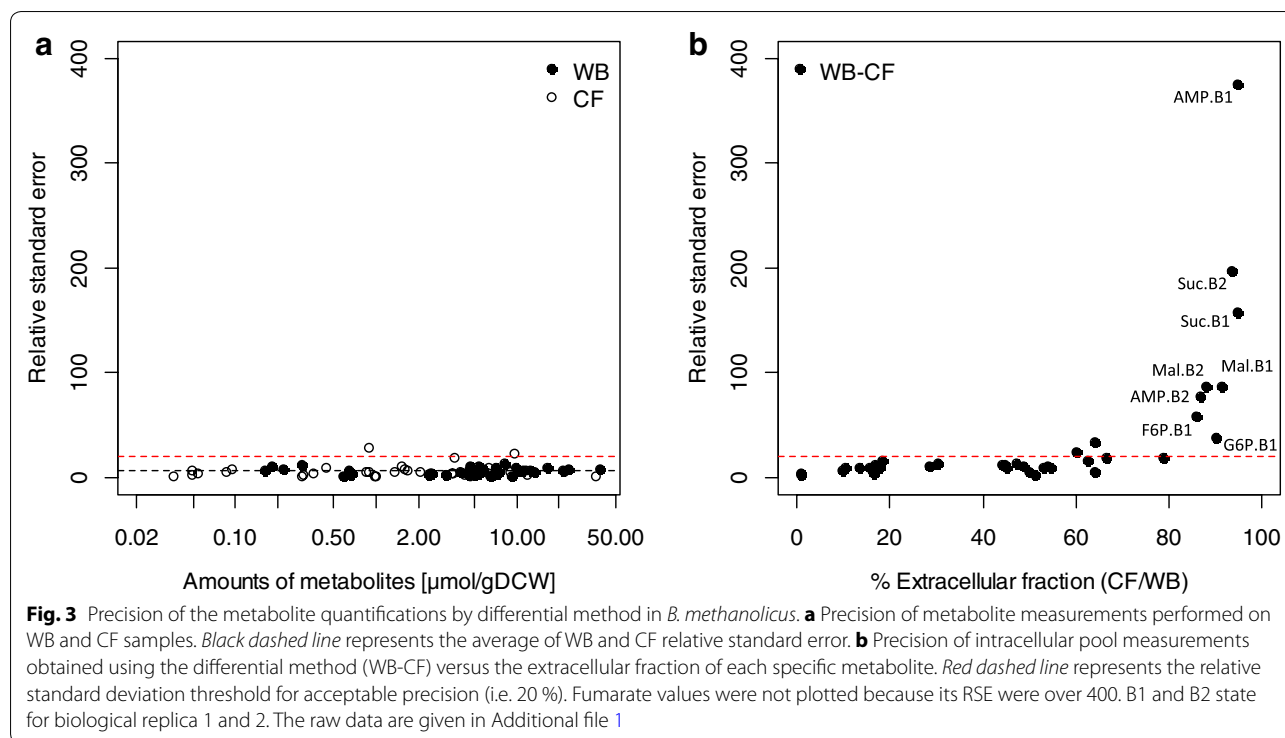 a
400
300
200
100
0
Relative standard error
WB
CF
0.02 0.10 0.50 2.00 10.00 50.00
Amounts of metabolites [µmol/gDCW]
b
400
300
200
100
0
Relative standard error
WB-CF
AMP.B1
Suc.B2
Suc.B1
Mal.B2
Mal.B1
AMP.B2
F6P.B1
G6P.B1
0 20 40 60 80 100
% Extracellular fraction (CF/WB)
Fig. 3 Precision of the metabolite quantifications by differential method in B. methanolicus. a Precision of metabolite measurements performed on
WB and CF samples. Black dashed line represents the average of WB and CF relative standard error. b Precision of intracellular pool measurements
obtained using the differential method (WB-CF) versus the extracellular fraction of each specific metabolite. Red dashed line represents the relative
standard deviation threshold for acceptable precision (i.e. 20 %). Fumarate values were not plotted because its RSE were over 400. B1 and B2 state
for biological replica 1 and 2. The raw data are given in Additional file 1